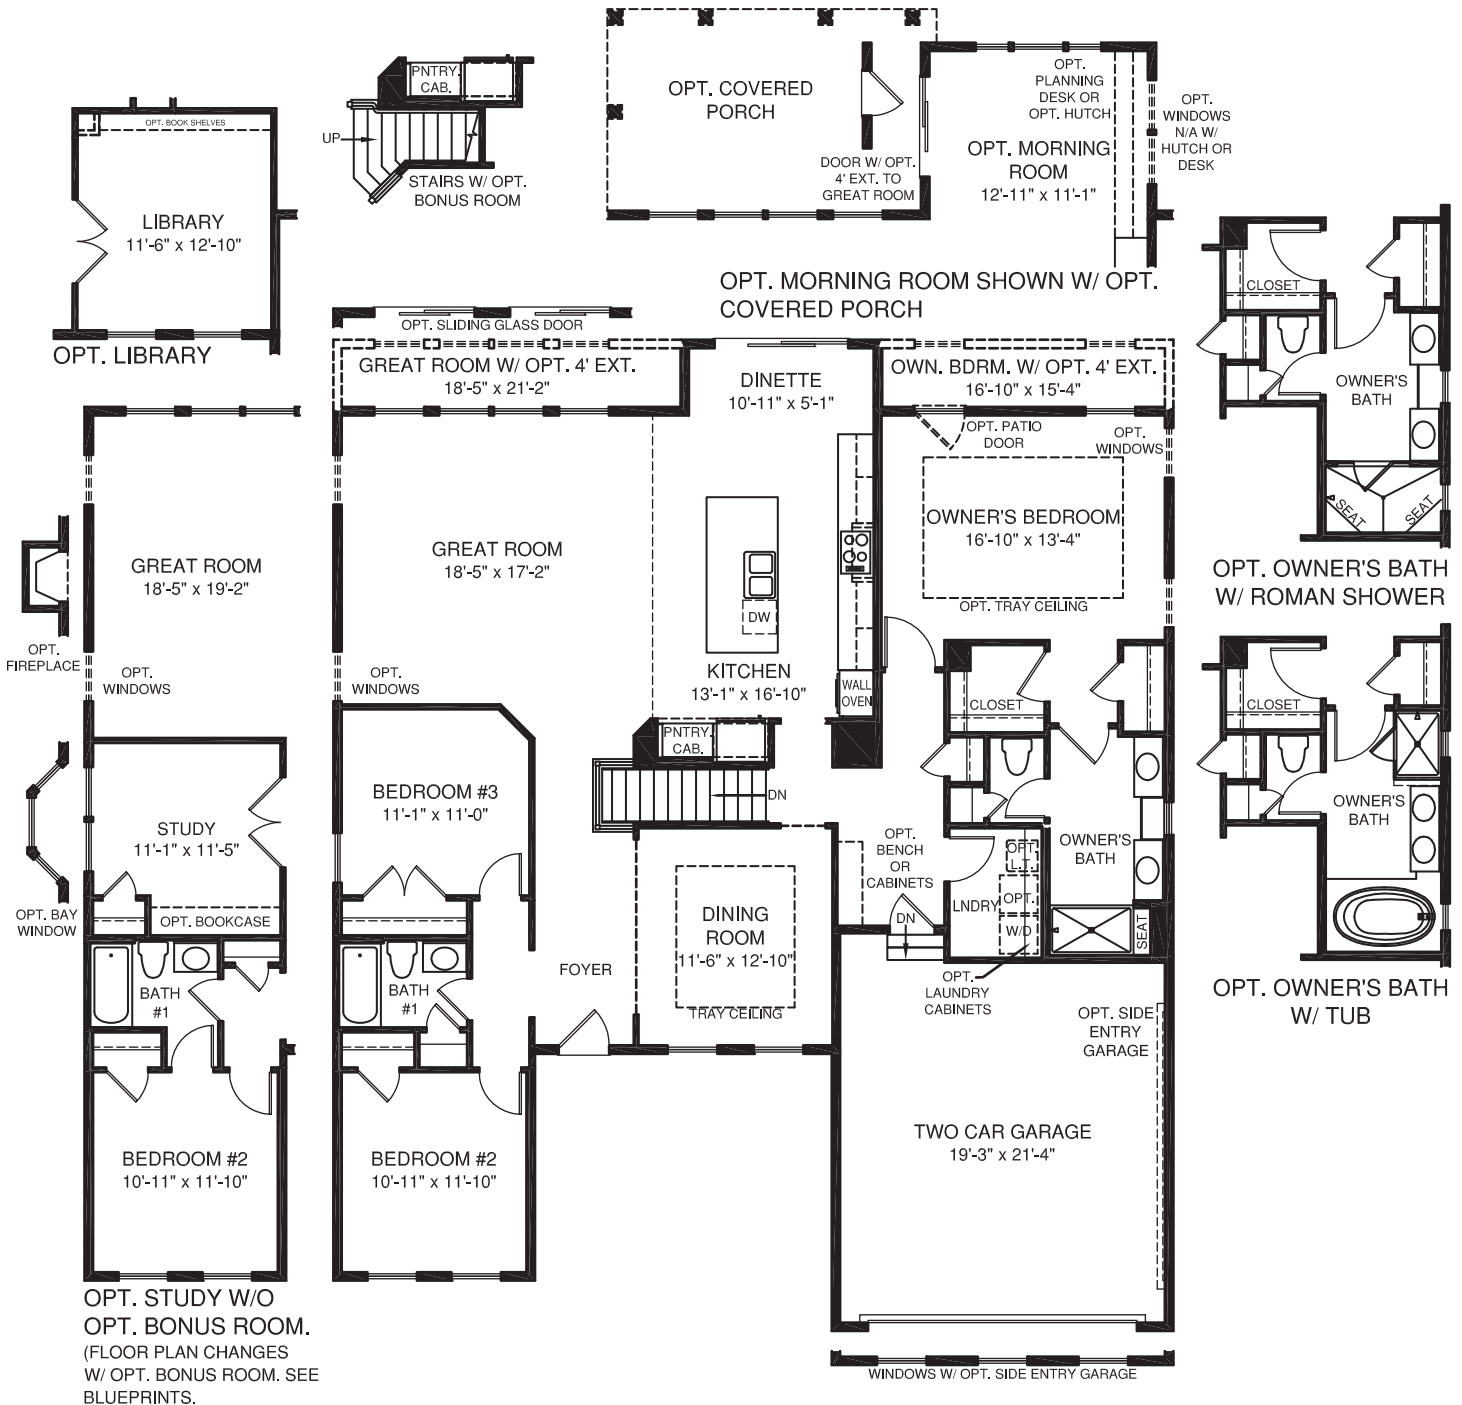 PNTRY.
CAB.
UP
STAIRS W/ OPT.
BONUS ROOM
OPT. BOOK SHELVES
LIBRARY
11'-6" x 12'-10"
OPT. LIBRARY
OPT. COVERED
PORCH
DOOR W/ OPT.
4' EXT. TO
GREAT ROOM
OPT.
PLANNING
DESK OR
OPT. HUTCH
OPT. MORNING
ROOM
12'-11" x 11'-1"
OPT.
WINDOWS
N/A W/
HUTCH OR
DESK
OPT. MORNING ROOM SHOWN W/ OPT.
COVERED PORCH
CLOSET
OWNER'S
BATH
SEAT
SEAT
OPT. OWNER'S BATH
W/ ROMAN SHOWER
CLOSET
OWNER'S
BATH
OPT. OWNER'S BATH
W/ TUB
OPT. SLIDING GLASS DOOR
GREAT ROOM W/ OPT. 4' EXT.
18'-5" x 21'-2"
DINETTE
10'-11" x 5'-1"
OWN. BDRM. W/ OPT. 4' EXT.
16'-10" x 15'-4"
OPT. PATIO
DOOR
OPT.
WINDOWS
OWNER'S BEDROOM
16'-10" x 13'-4"
OPT. TRAY CEILING
GREAT ROOM
18'-5" x 17'-2"
OPT.
WINDOWS
DW
KITCHEN
13'-1" x 16'-10"
WALL
OVEN
PNTRY.
CAB.
DN
CLOSET
OWNER'S
BATH
SEAT
BEDROOM #3
11'-1" x 11'-0"
OPT.
BENCH
OR
CABINETS
OPT.
L.T.
OPT.
W/D
LNDRY
DN
OPT.
LAUNDRY
CABINETS
DINING
ROOM
11'-6" x 12'-10"
TRAY CEILING
FOYER
BATH
#1
BEDROOM #2
10'-11" x 11'-10"
OPT. SIDE
ENTRY
GARAGE
TWO CAR GARAGE
19'-3" x 21'-4"
WINDOWS W/ OPT. SIDE ENTRY GARAGE
GREAT ROOM
18'-5" x 19'-2"
OPT.
FIREPLACE
OPT.
WINDOWS
STUDY
11'-1" x 11'-5"
OPT. BAY
WINDOW
OPT. BOOKCASE
BATH
#1
BEDROOM #2
10'-11" x 11'-10"
OPT. STUDY W/O
OPT. BONUS ROOM.
(FLOOR PLAN CHANGES
W/ OPT. BONUS ROOM. SEE
BLUEPRINTS.